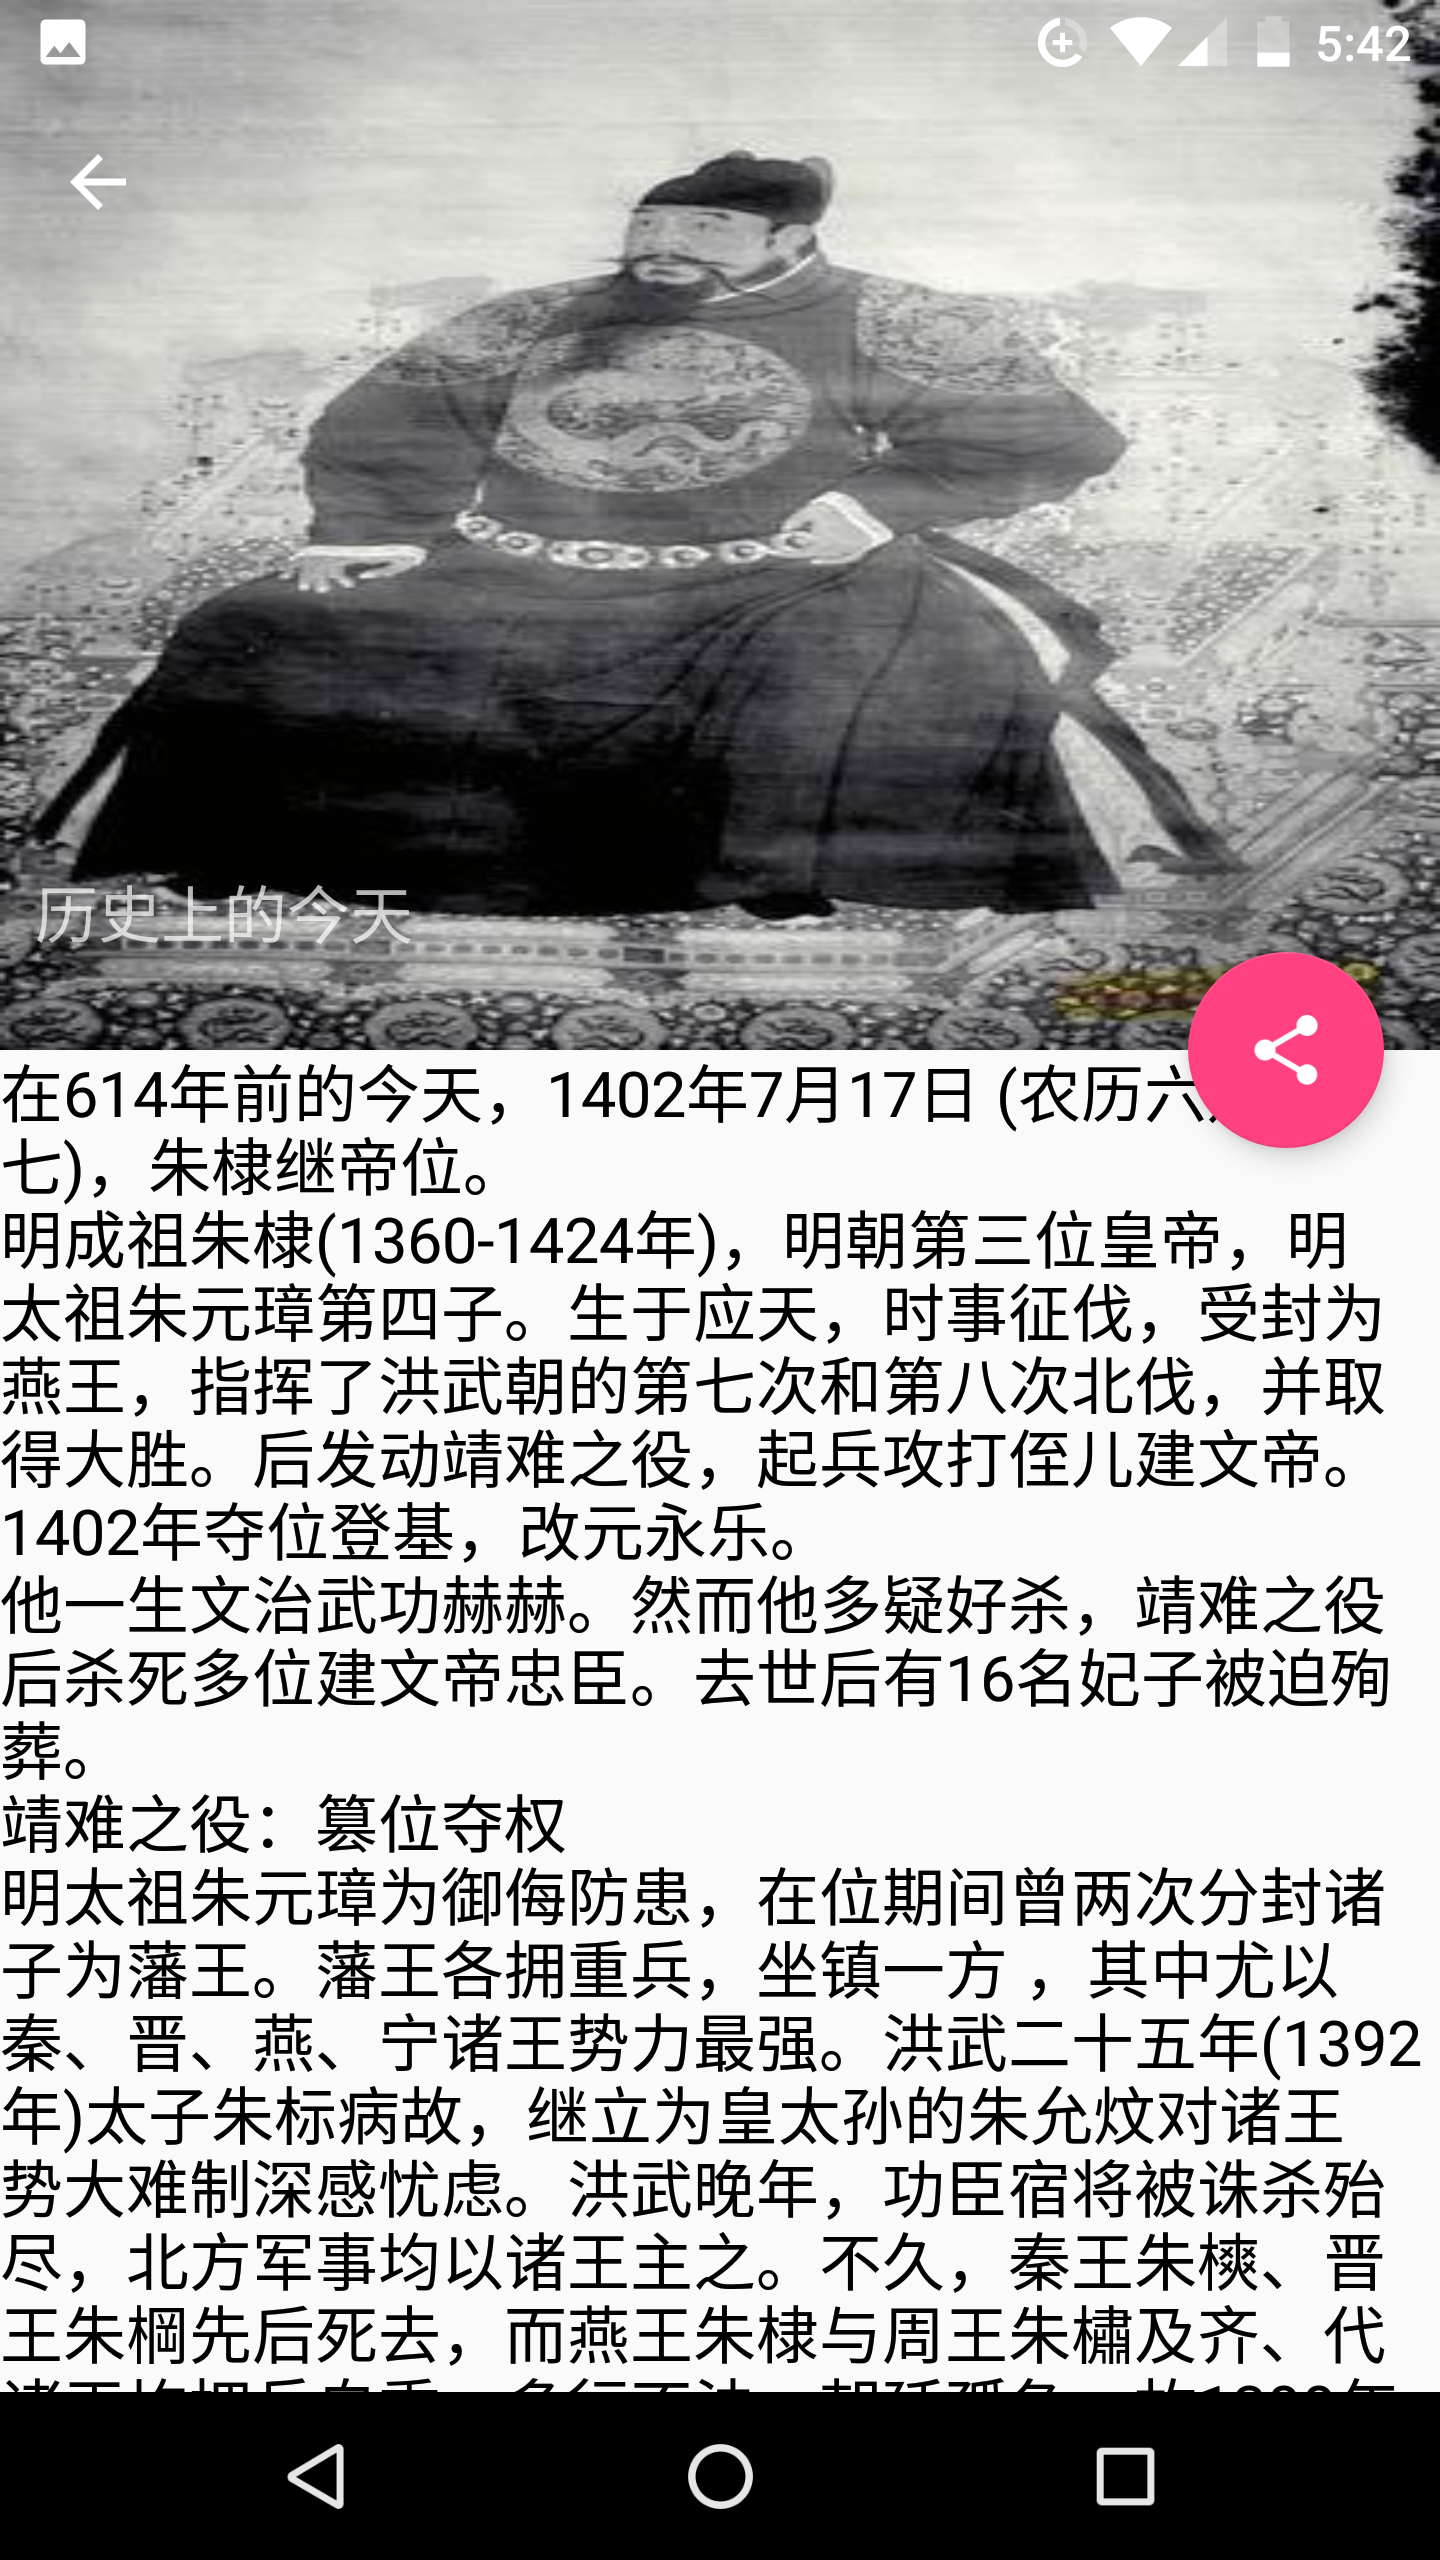 5:42
历史上的今天
在614年前的今天，1402年7月17日 (农历六
七)，朱棣继帝位。
明成祖朱棣(1360-1424年)，明朝第三位皇帝，明
太祖朱元璋第四子。生于应天，时事征伐，受封为
燕王，指挥了洪武朝的第七次和第八次北伐，并取
得大胜。后发动靖难之役，起兵攻打侄儿建文帝。
1402年夺位登基，改元永乐。
他一生文治武功赫赫。然而他多疑好杀，靖难之役
后杀死多位建文帝忠臣。去世后有16名妃子被迫殉
葬。
靖难之役：篡位夺权
明太祖朱元璋为御侮防患，在位期间曾两次分封诸
子为藩王。藩王各拥重兵，坐镇一方 ，其中尤以
秦、晋、燕、宁诸王势力最强。洪武二十五年(1392
年)太子朱标病故，继立为皇太孙的朱允炆对诸王
势大难制深感忧虑。洪武晚年，功臣宿将被诛杀殆
尽，北方军事均以诸王主之。不久，秦王朱樉、晋
王朱棡先后死去，而燕王朱棣与周王朱橚及齐、代